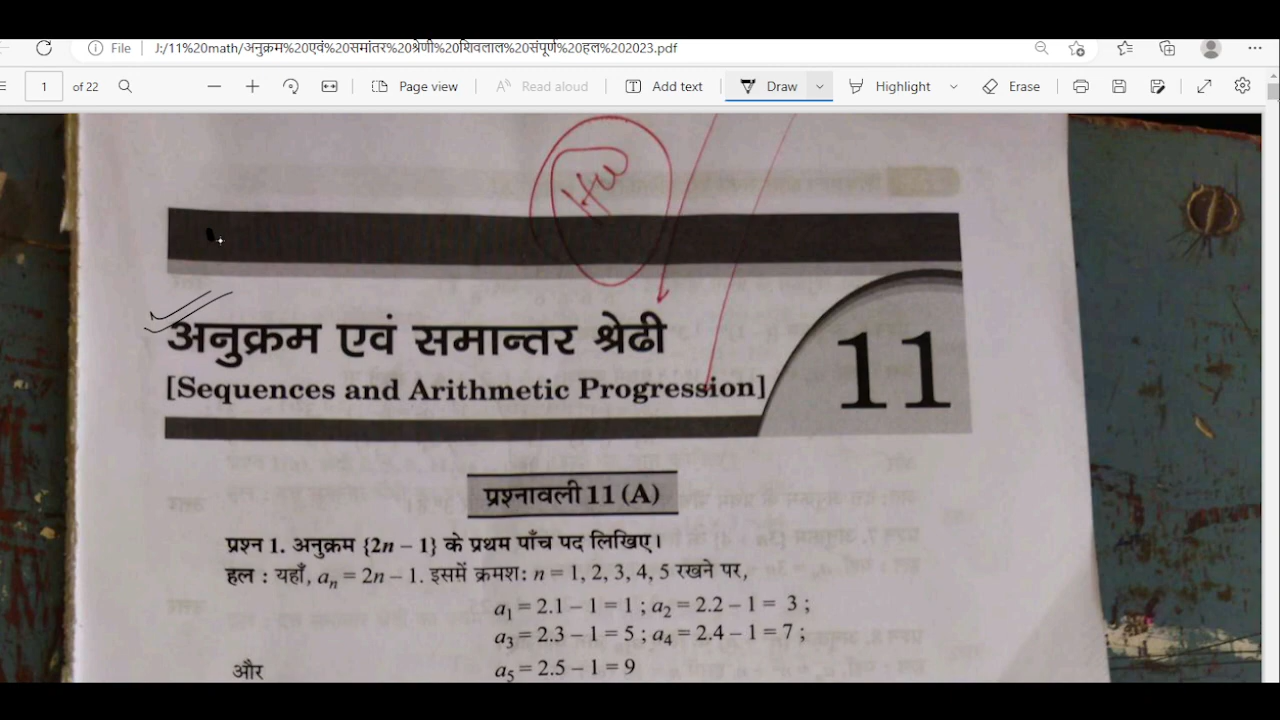 File J:/11%20math/अनुक्रम%20एवं%20समांतर%20श्रेणी%20शिवलाल%20संपूर्ण%20हल%202023.pdf
1 of 22 Page view Read aloud Add text Draw Highlight Erase
Hw
अनुक्रम एवं समान्तर श्रेढी
[Sequences and Arithmetic Progression]
11
प्रश्नावली 11 (A)
प्रश्न 1. अनुक्रम {2n – 1} के प्रथम पाँच पद लिखिए।
हल : यहाँ, aₙ = 2n – 1. इसमें क्रमश: n = 1, 2, 3, 4, 5 रखने पर,
a₁ = 2.1 – 1 = 1 ; a₂ = 2.2 – 1 = 3 ;
a₃ = 2.3 – 1 = 5 ; a₄ = 2.4 – 1 = 7 ;
और a₅ = 2.5 – 1 = 9